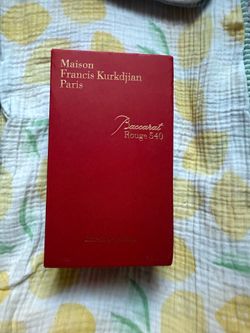 Maison
Francis Kurkdjian
Paris
Baccarat
Rouge 540